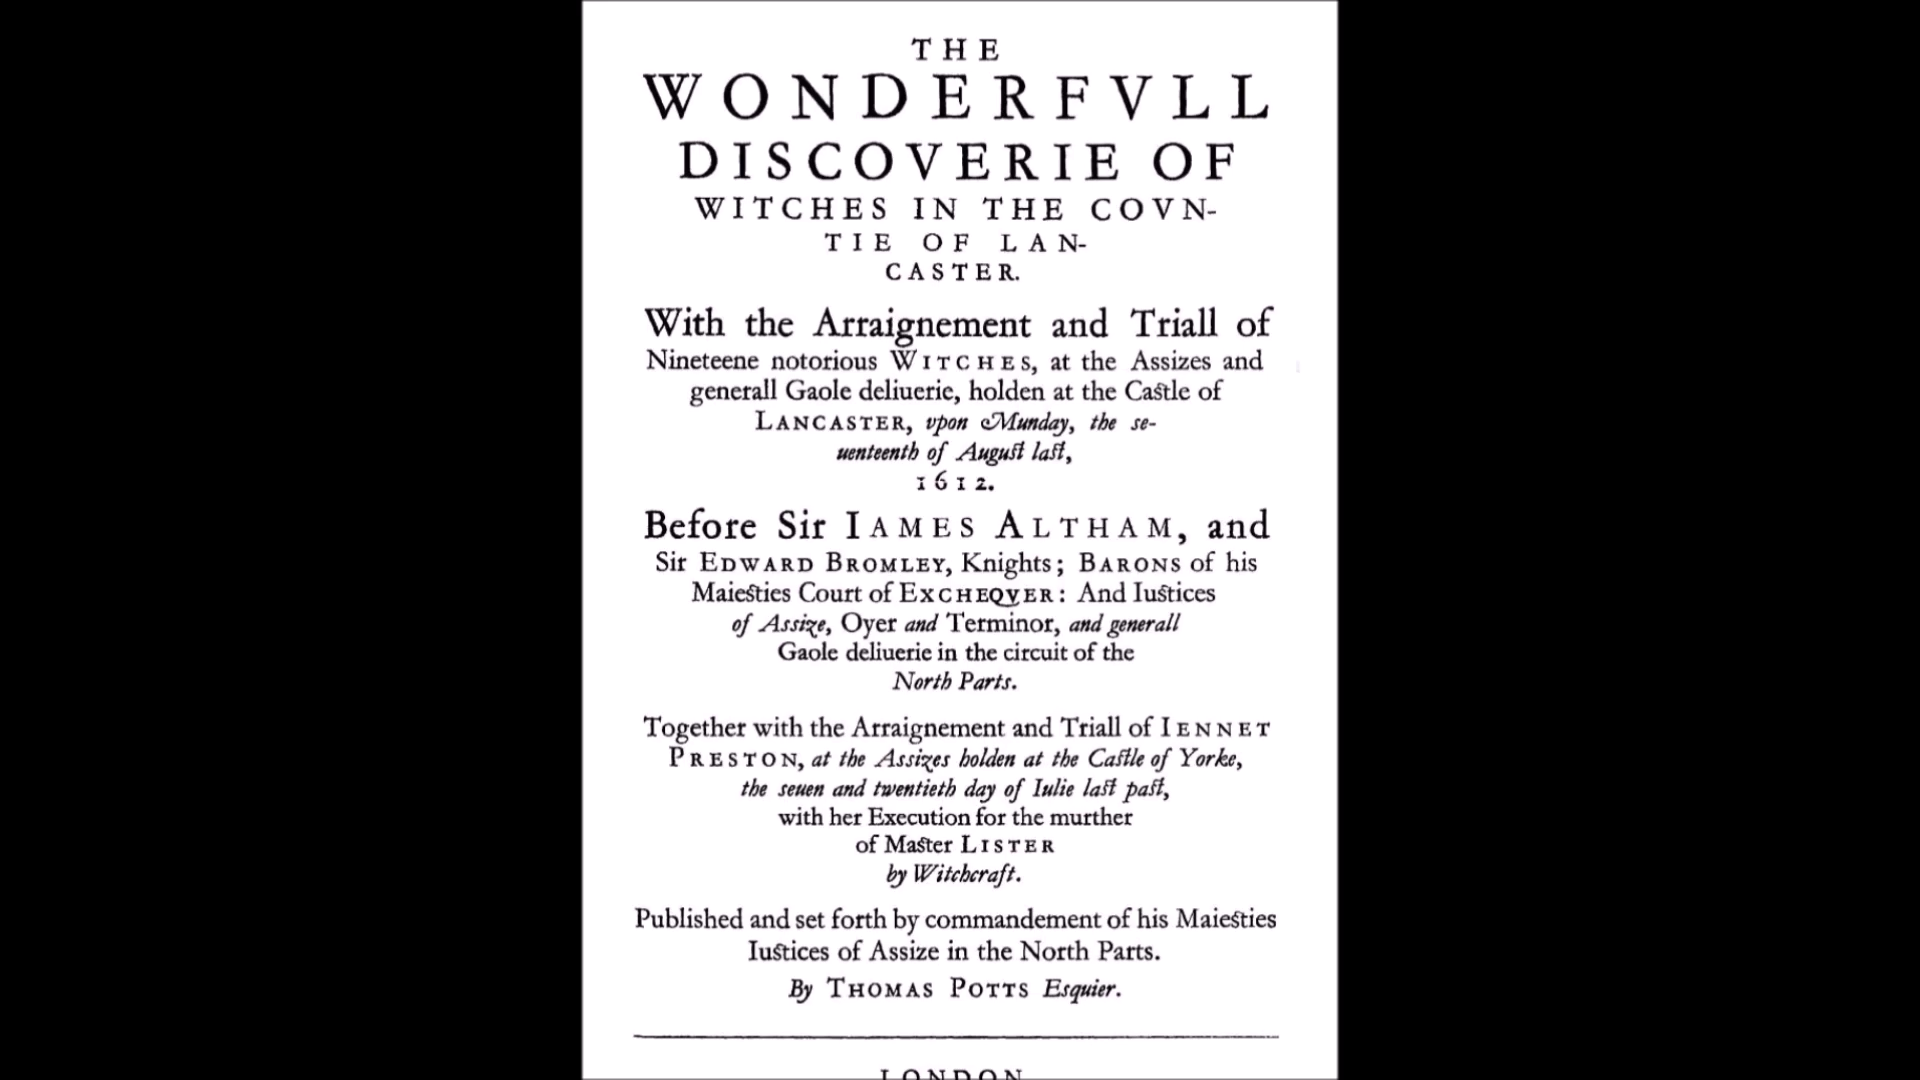 THE
WONDERFVLL
DISCOVERIE OF
WITCHES IN THE COVN-
TIE OF LAN-
CASTER.
With the Arraignement and Triall of
Nineteene notorious WITCHES, at the Assizes and
generall Gaole deliuerie, holden at the Castle of
LANCASTER, vpon Munday, the se-
uenteenth of August last,
1612.
Before Sir IAMES ALTHAM, and
Sir EDWARD BROMLEY, Knights; BARONS of his
Maiesties Court of EXCHEQVER: And Iustices
of Assize, Oyer and Terminor, and generall
Gaole deliuerie in the circuit of the
North Parts.
Together with the Arraignement and Triall of IENNET
PRESTON, at the Assizes holden at the Castle of Yorke,
the seuen and twentieth day of Iulie last past,
with her Execution for the murther
of Master LISTER
by Witchcraft.
Published and set forth by commandement of his Maiesties
Iustices of Assize in the North Parts.
By THOMAS POTTS Esquier.
LONDON